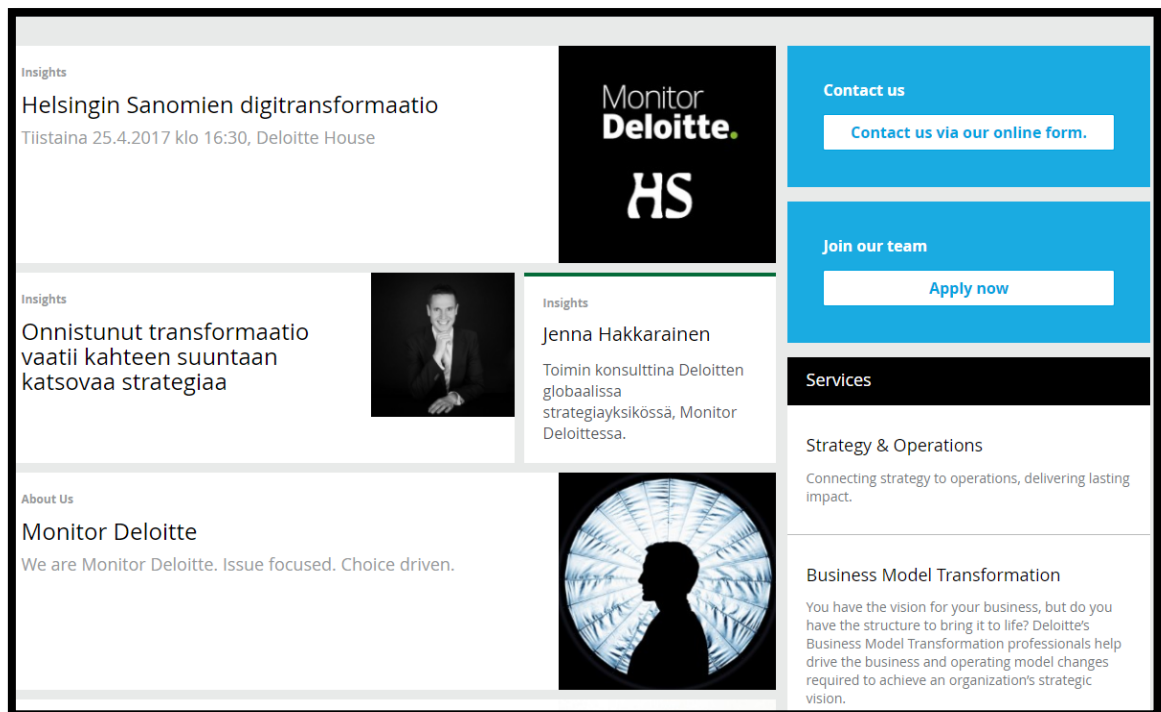 Insights
Helsingin Sanomien digitransformaatio
Tiistaina 25.4.2017 klo 16:30, Deloitte House
Monitor
Deloitte.
HS
Insights
Onnistunut transformaatio
vaatii kahteen suuntaan
katsovaa strategiaa
Insights
Jenna Hakkarainen
Toimin konsulttina Deloitten
globaalissa
strategiayksikössä, Monitor
Deloittessa.
About Us
Monitor Deloitte
We are Monitor Deloitte. Issue focused. Choice driven.
Contact us
Contact us via our online form.
Join our team
Apply now
Services
Strategy & Operations
Connecting strategy to operations, delivering lasting
impact.
Business Model Transformation
You have the vision for your business, but do you
have the structure to bring it to life? Deloitte's
Business Model Transformation professionals help
drive the business and operating model changes
required to achieve an organization's strategic
vision.